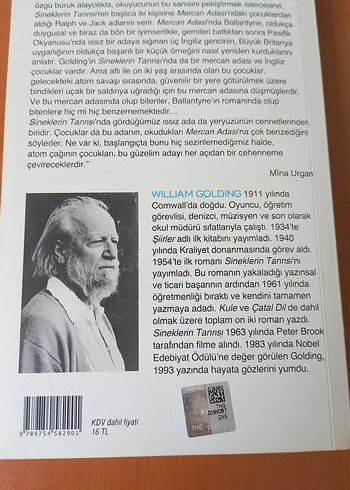 özgü buruk alaycılıkla, okuyucunun bu sanısını pekiştirmek istercesine,
Sineklerin Tanrısı'nın başlıca iki kişisine Mercan Adası'ndaki çocuklardan
aldığı Ralph ve Jack adlarını verir. Mercan Adası'nda Ballantyne, oldukça
duygusal ve biraz da bön bir iyimserlikle, gemileri battıktan sonra Pasifik
Okyanusu'nda ıssız bir adaya sığınan üç İngiliz gencinin, Büyük Britanya
uygarlığının oldukça başarılı bir küçük örneğini nasıl yeniden kurduklarını
anlatır. Golding'in Sineklerin Tanrısı'nda da bir mercan adası ve İngiliz
çocuklar vardır. Ama altı ile on iki yaş arasında olan bu çocuklar,
gelecekteki atom savaşı sırasında, güvenilir bir yere götürülmek üzere
bindikleri uçak bir saldırıya uğradığı için bu mercan adasına düşmüşlerdir.
Ve bu mercan adasında olup bitenler, Ballantyne'ın romanında olup
bitenlere hiç mi hiç benzememektedir...
Sineklerin Tanrısı'nda gördüğümüz ıssız ada da yeryüzünün cennetlerinden
biridir. Çocuklar da bu adanın, okudukları Mercan Adası'na çok benzediğini
söylerler. Ne var ki, başlangıçta bunu hiç sezinlemediğimiz halde,
atom çağının çocukları, bu güzelim adayı her açıdan bir cehenneme
çevireceklerdir."
Mîna Urgan
WILLIAM GOLDING 1911 yılında
Cornwall'da doğdu. Oyuncu, öğretim
görevlisi, denizci, müzisyen ve son olarak
okul müdürü sıfatlarıyla çalıştı. 1934'te
Şiirler adlı ilk kitabını yayımladı. 1940
yılında Kraliyet donanmasında görev aldı.
1954'te ilk romanı Sineklerin Tanrısı'nı
yayımladı. Bu romanın yakaladığı yazınsal
ve ticari başarının ardından 1961 yılında
öğretmenliği bıraktı ve kendini tamamen
yazmaya adadı. Kule ve Çatal Dil de dahil
olmak üzere toplam on iki roman yazdı.
Sineklerin Tanrısı 1963 yılında Peter Brook
tarafından filme alındı. 1983 yılında Nobel
Edebiyat Ödülü'ne değer görülen Golding,
1993 yazında hayata gözlerini yumdu.
9 789754 582901
KDV dahil fiyatı
16 TL